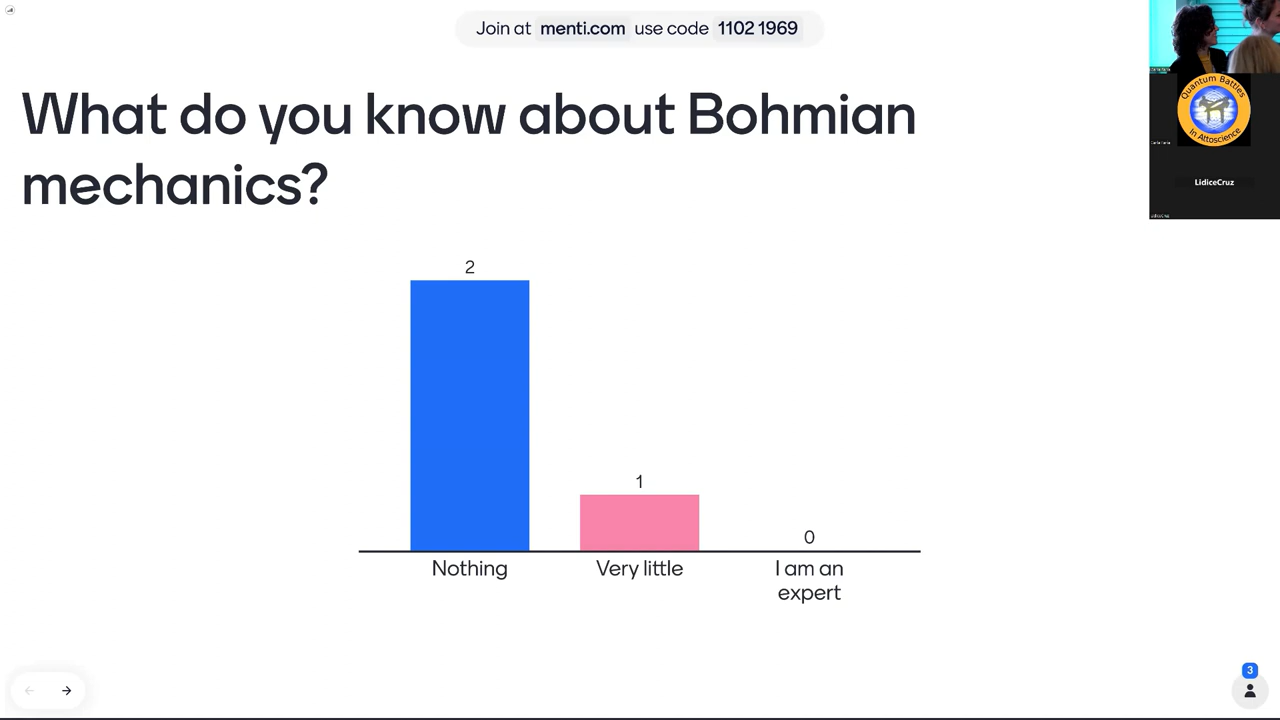 Join at menti.com use code 1102 1969
What do you know about Bohmian
mechanics?
Quantum Battles
In Attoscience
LidiceCruz
2
1
0
Nothing
Very little
I am an
expert
3